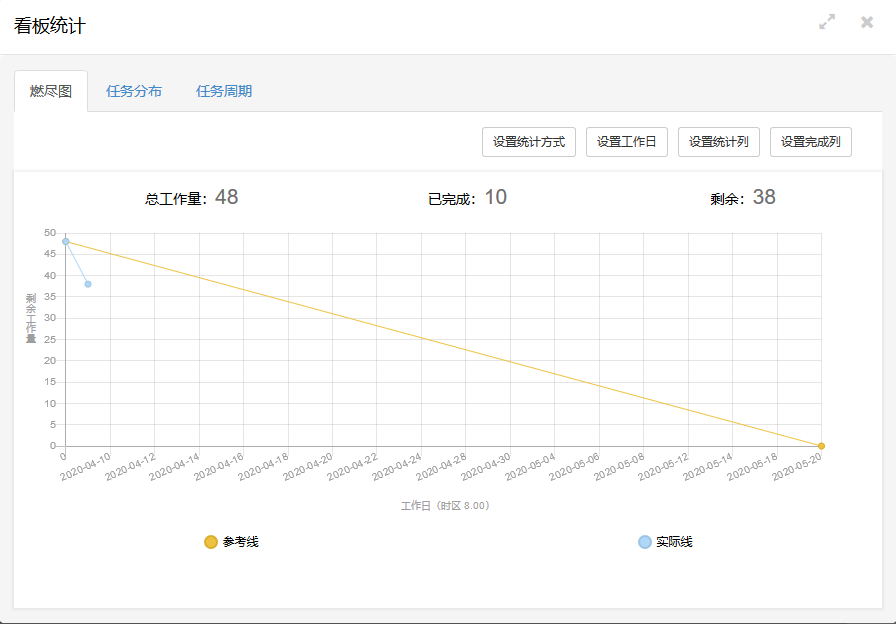 看板统计
燃尽图 任务分布 任务周期
设置统计方式 设置工作日 设置统计列 设置完成列
总工作量：48 已完成：10 剩余：38
50
45
40
35
30
25
20
15
10
5
0
剩余工作量
0 2020-04-10 2020-04-12 2020-04-14 2020-04-16 2020-04-18 2020-04-20 2020-04-22 2020-04-24 2020-04-28 2020-04-30 2020-05-04 2020-05-06 2020-05-08 2020-05-12 2020-05-14 2020-05-18 2020-05-20
工作日（时区 8.00）
参考线 实际线